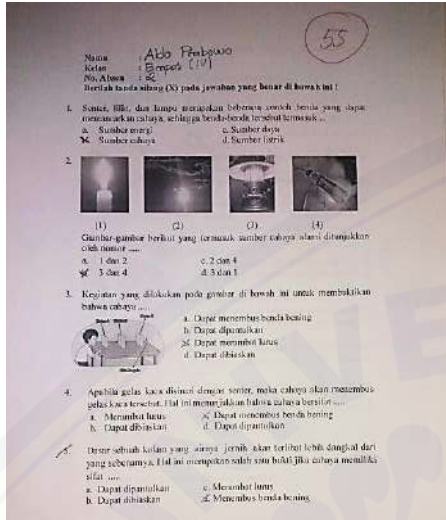 55
Nama : Aldo Prabowo
Kelas : Empat (IV)
No. Absen :
Berilah tanda silang (X) pada jawaban yang benar di bawah ini !
1. Senter, lilin, dan lampu merupakan beberapa contoh benda yang dapat
memancarkan cahaya, sehingga benda-benda tersebut termasuk ...
a. Sumber energi c. Sumber daya
b. Sumber cahaya d. Sumber listrik
2.
(1) (2) (3) (4)
Gambar-gambar berikut yang termasuk sumber cahaya alami ditunjukkan
oleh nomor .....
a. 1 dan 2 c. 2 dan 4
3 dan 4 d. 3 dan 1
3. Kegiatan yang dilakukan pada gambar di bawah ini untuk membuktikan
bahwa cahaya ....
a. Dapat menembus benda bening
b. Dapat dipantulkan
Dapat merambat lurus
d. Dapat dibiaskan
4. Apabila gelas kaca disinari dengan senter, maka cahaya akan menembus
gelas kaca tersebut. Hal ini menunjukkan bahwa cahaya bersifat .....
a. Merambat lurus Dapat menembus benda bening
b. Dapat dibiaskan d. Dapat dipantulkan
5. Dasar sebuah kolam yang airnya jernih akan terlihat lebih dangkal dari
yang sebenarnya. Hal ini merupakan salah satu bukti jika cahaya memiliki
sifat ....
a. Dapat dipantulkan c. Merambat lurus
b. Dapat dibiaskan Menembus benda bening